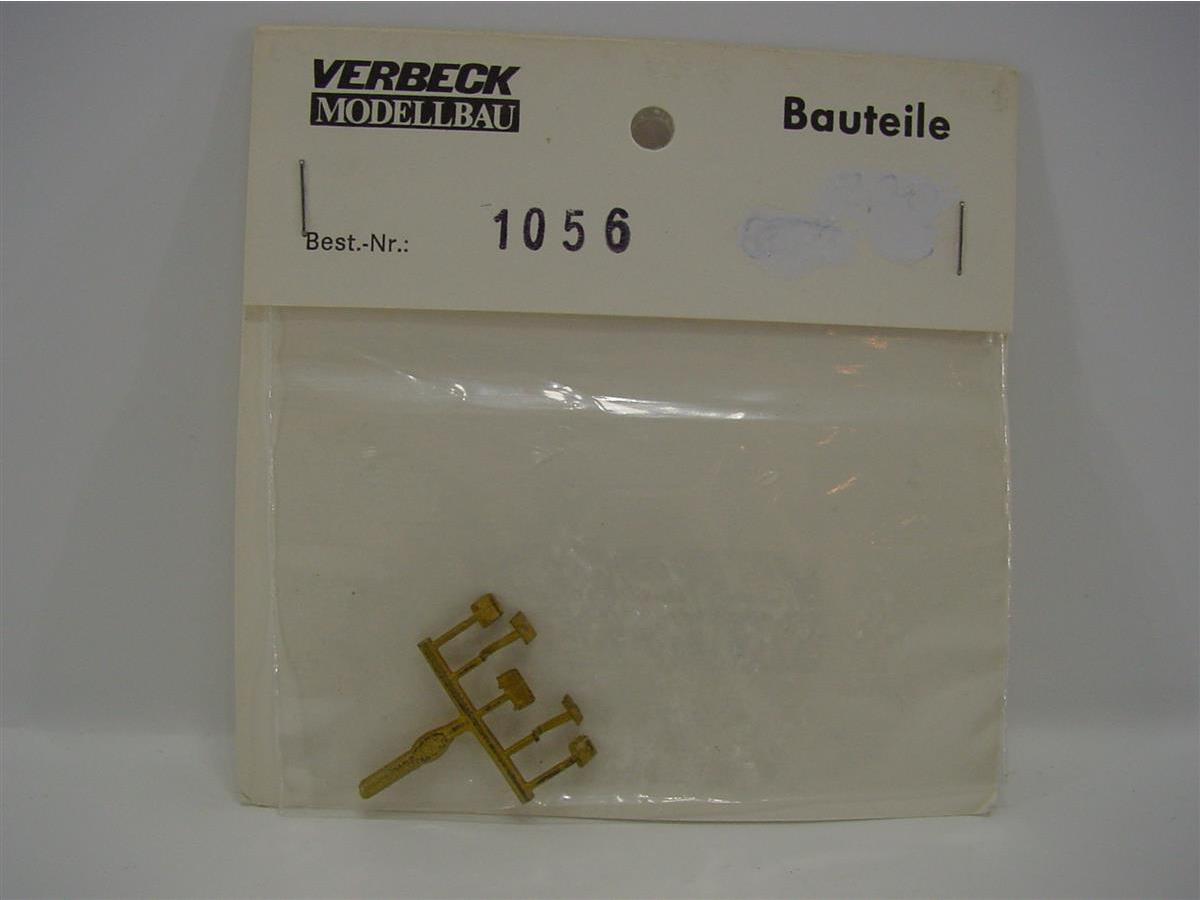 VERBECK
MODELLBAU
Bauteile
Best.-Nr.: 1056